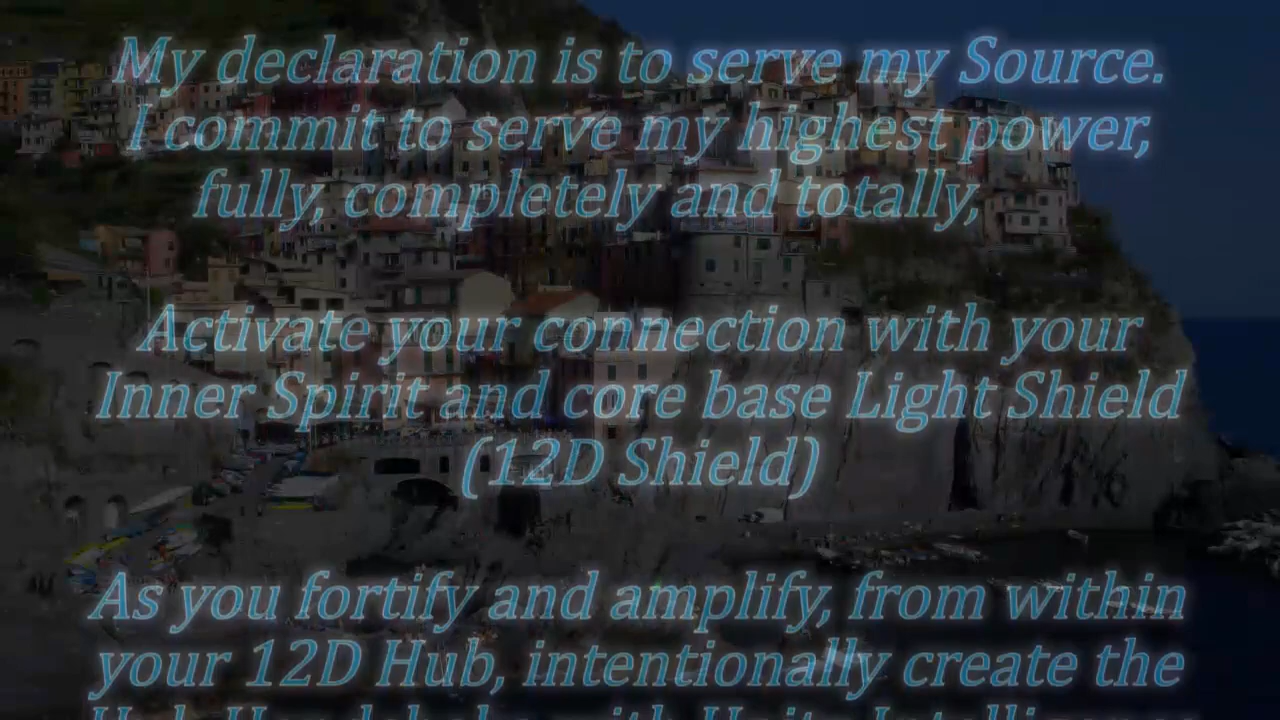 My declaration is to serve my Source.
I commit to serve my highest power,
fully, completely and totally,
Activate your connection with your
Inner Spirit and core base Light Shield
(12D Shield)
As you fortify and amplify, from within
your 12D Hub, intentionally create the